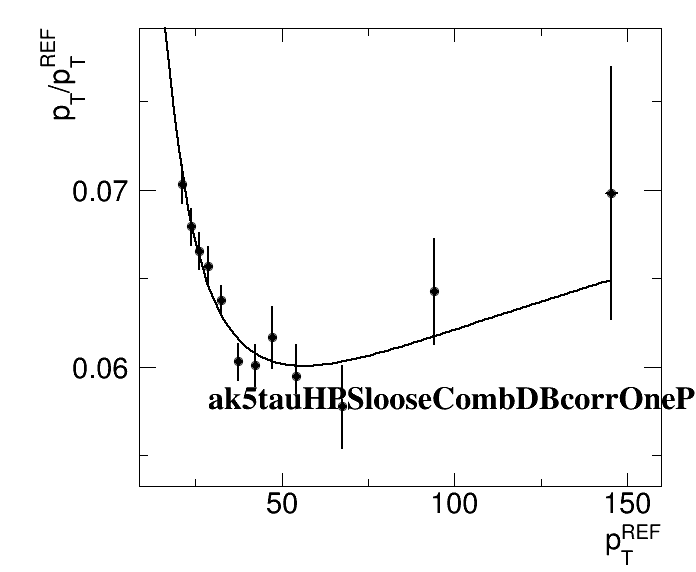 p_T/p_T^REF
0.07
0.06
ak5tauHPSlooseCombDBcorrOneP
50 100 150
p_T^REF